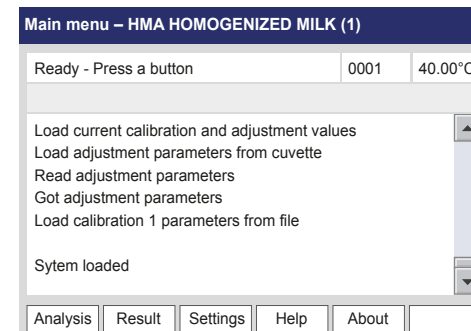 Main menu – HMA HOMOGENIZED MILK (1)
Ready - Press a button 0001 40.00°C
Load current calibration and adjustment values
Load adjustment parameters from cuvette
Read adjustment parameters
Got adjustment parameters
Load calibration 1 parameters from file
Sytem loaded
Analysis Result Settings Help About